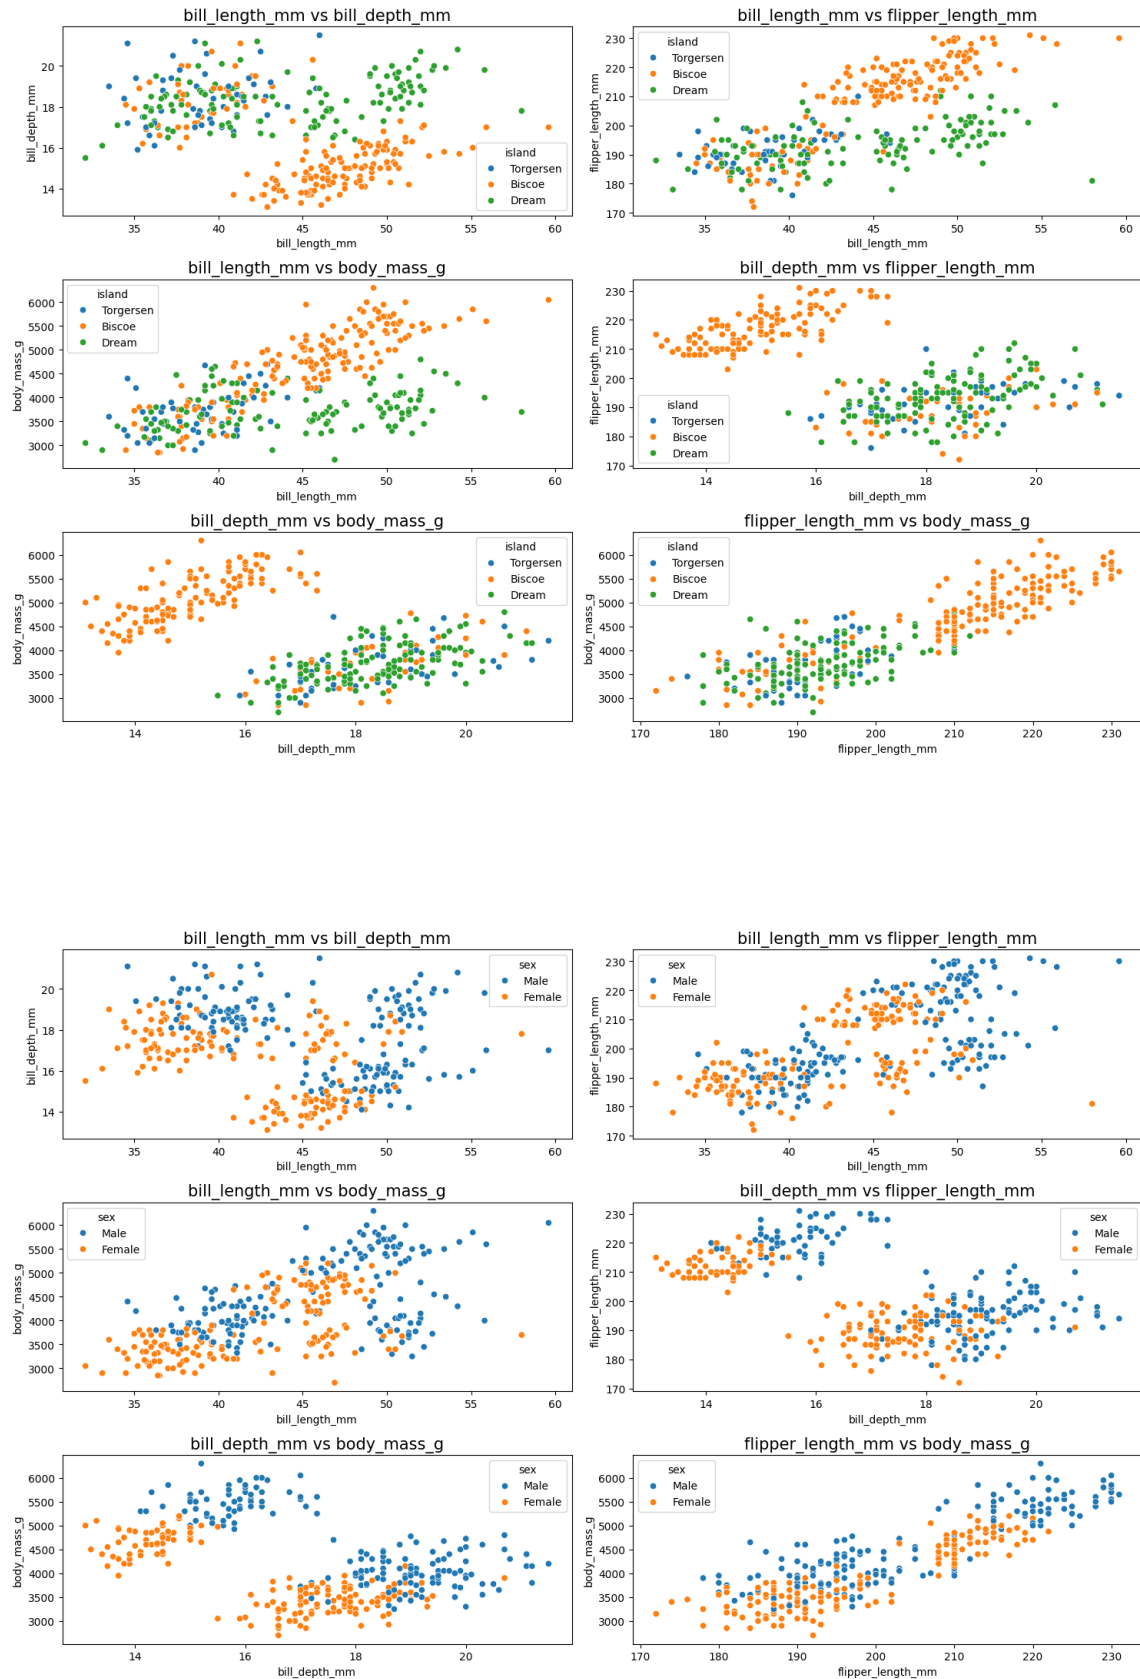 bill_length_mm vs bill_depth_mm
bill_length_mm vs flipper_length_mm
bill_depth_mm
20
18
16
14
island
Torgersen
Biscoe
Dream
35 40 45 50 55 60
bill_length_mm
flipper_length_mm
230
220
210
200
190
180
170
island
Torgersen
Biscoe
Dream
35 40 45 50 55 60
bill_length_mm
bill_length_mm vs body_mass_g
bill_depth_mm vs flipper_length_mm
body_mass_g
6000
5500
5000
4500
4000
3500
3000
island
Torgersen
Biscoe
Dream
35 40 45 50 55 60
bill_length_mm
flipper_length_mm
230
220
210
200
190
180
170
island
Torgersen
Biscoe
Dream
14 16 18 20
bill_depth_mm
bill_depth_mm vs body_mass_g
flipper_length_mm vs body_mass_g
body_mass_g
6000
5500
5000
4500
4000
3500
3000
island
Torgersen
Biscoe
Dream
14 16 18 20
bill_depth_mm
body_mass_g
6000
5500
5000
4500
4000
3500
3000
island
Torgersen
Biscoe
Dream
170 180 190 200 210 220 230
flipper_length_mm
bill_length_mm vs bill_depth_mm
bill_length_mm vs flipper_length_mm
bill_depth_mm
20
18
16
14
sex
Male
Female
35 40 45 50 55 60
bill_length_mm
flipper_length_mm
230
220
210
200
190
180
170
sex
Male
Female
35 40 45 50 55 60
bill_length_mm
bill_length_mm vs body_mass_g
bill_depth_mm vs flipper_length_mm
body_mass_g
6000
5500
5000
4500
4000
3500
3000
sex
Male
Female
35 40 45 50 55 60
bill_length_mm
flipper_length_mm
230
220
210
200
190
180
170
sex
Male
Female
14 16 18 20
bill_depth_mm
bill_depth_mm vs body_mass_g
flipper_length_mm vs body_mass_g
body_mass_g
6000
5500
5000
4500
4000
3500
3000
sex
Male
Female
14 16 18 20
bill_depth_mm
body_mass_g
6000
5500
5000
4500
4000
3500
3000
sex
Male
Female
170 180 190 200 210 220 230
flipper_length_mm